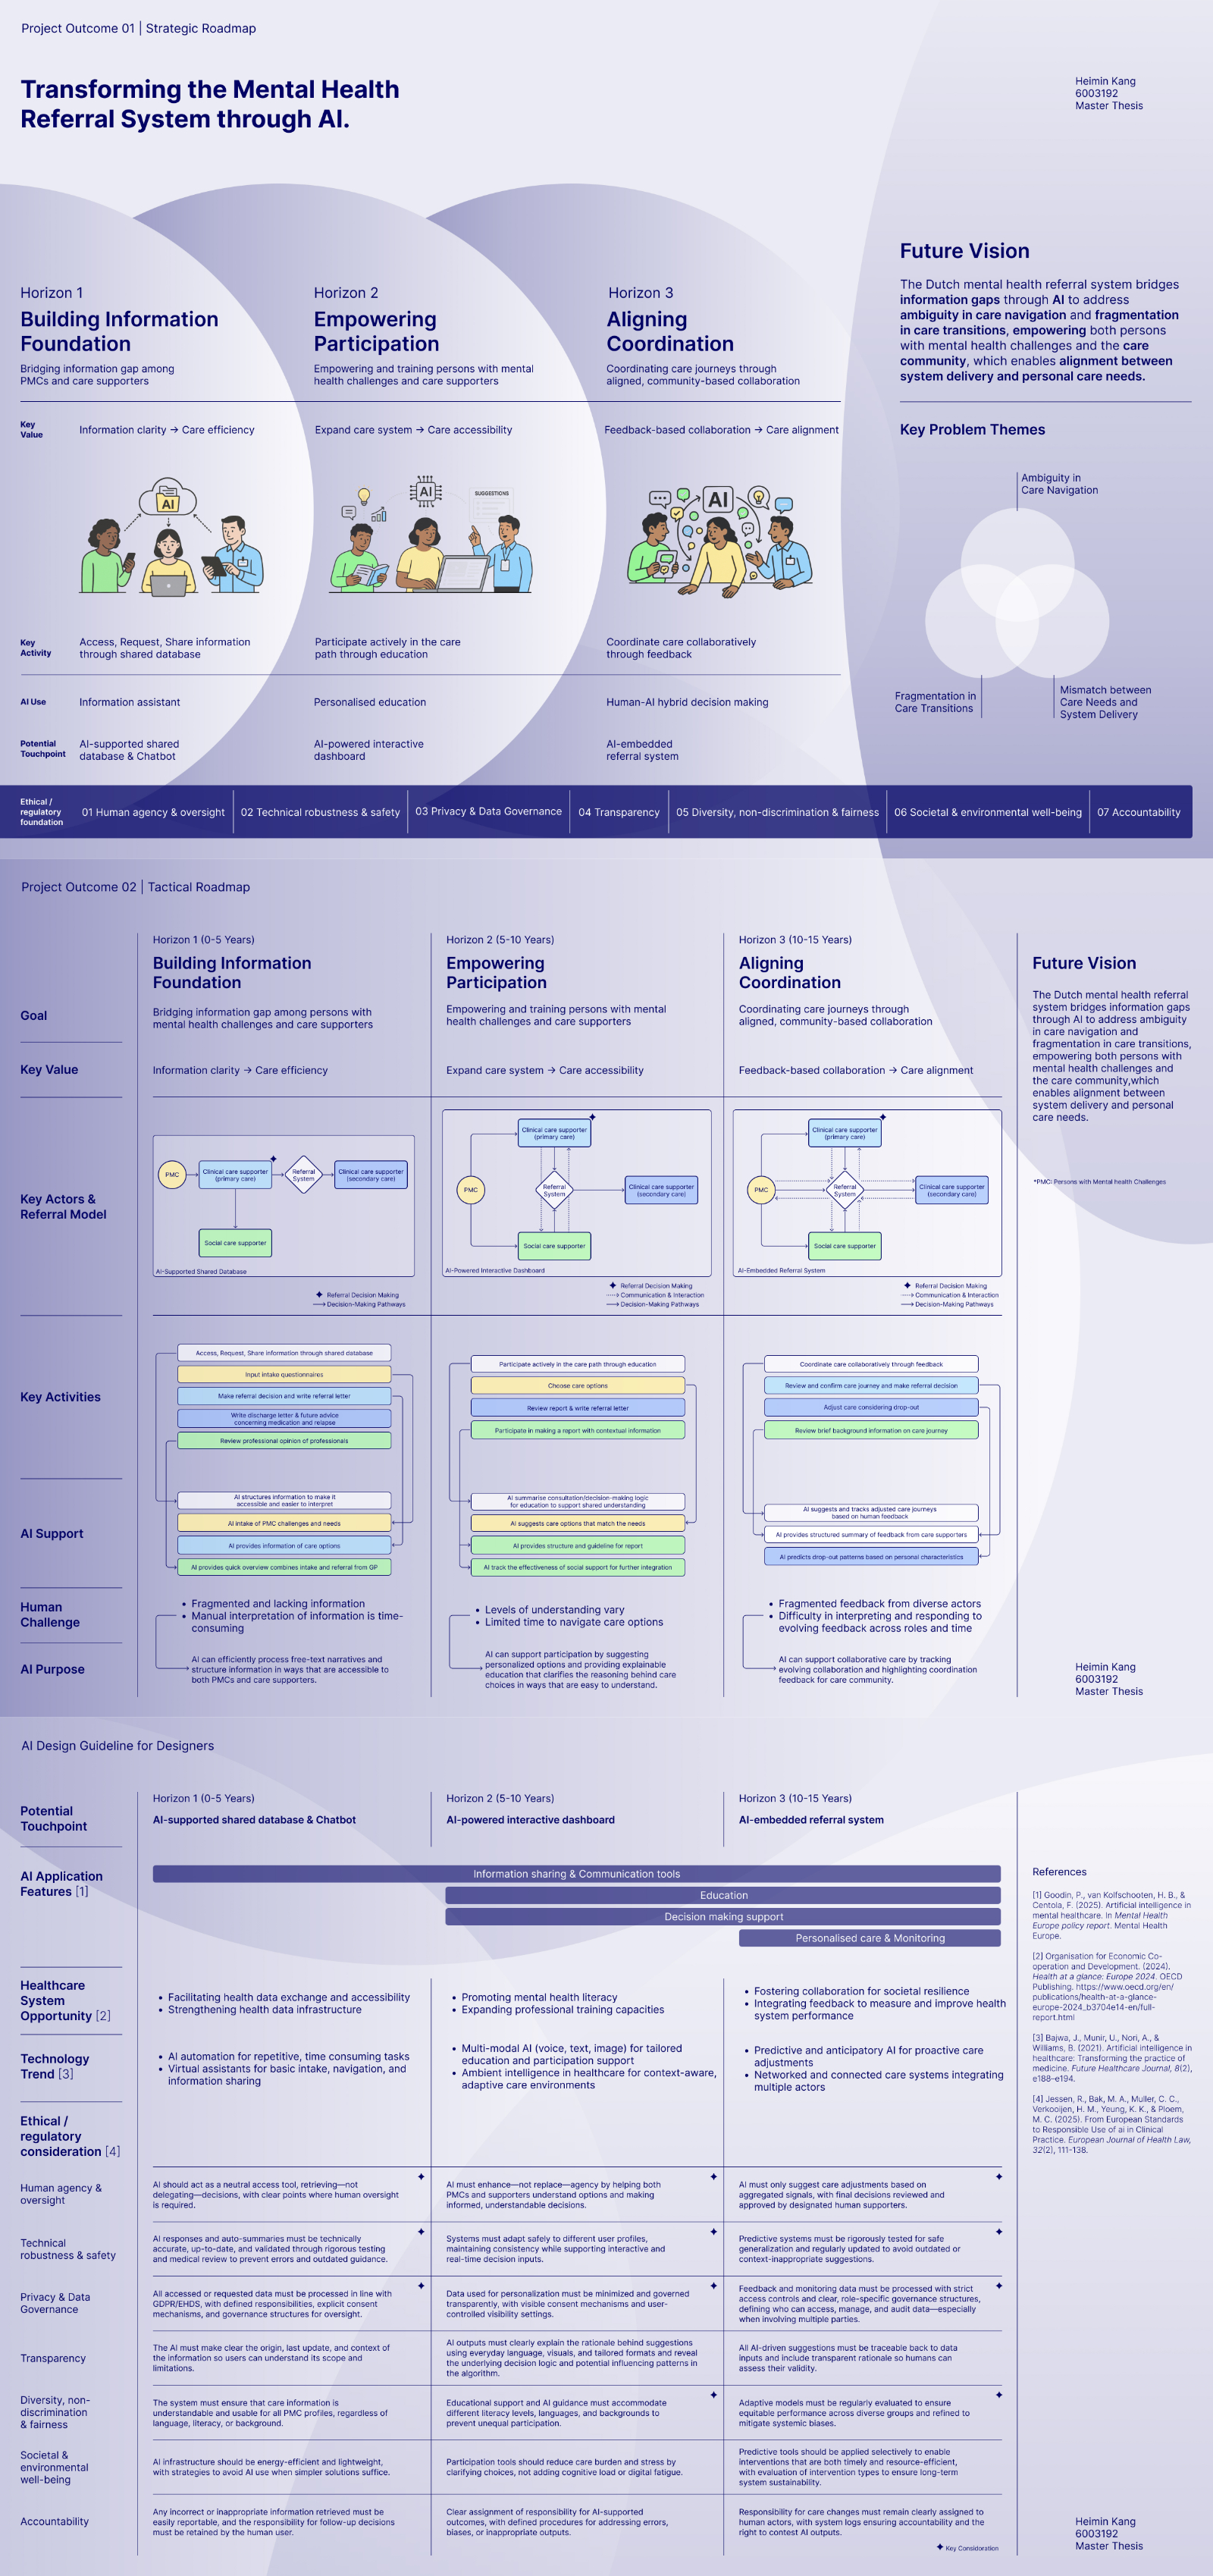 Project Outcome 01 | Strategic Roadmap
Transforming the Mental Health
Referral System through AI.
Heimin Kang
6003192
Master Thesis
Horizon 1
Building Information
Foundation
Bridging information gap among
PMCs and care supporters
Horizon 2
Empowering
Participation
Empowering and training persons with mental
health challenges and care supporters
Horizon 3
Aligning
Coordination
Coordinating care journeys through
aligned, community-based collaboration
Future Vision
The Dutch mental health referral system bridges
information gaps through AI to address
ambiguity in care navigation and fragmentation
in care transitions, empowering both persons
with mental health challenges and the care
community, which enables alignment between
system delivery and personal care needs.
Key
Value
Information clarity → Care efficiency
Expand care system → Care accessibility
Feedback-based collaboration → Care alignment
AI
AI
SUGGESTIONS
AI
Key Problem Themes
Ambiguity in
Care Navigation
Fragmentation in
Care Transitions
Mismatch between
Care Needs and
System Delivery
Key
Activity
Access, Request, Share information
through shared database
Participate actively in the care
path through education
Coordinate care collaboratively
through feedback
AI Use
Information assistant
Personalised education
Human-AI hybrid decision making
Potential
Touchpoint
AI-supported shared
database & Chatbot
AI-powered interactive
dashboard
AI-embedded
referral system
Ethical /
regulatory
foundation
01 Human agency & oversight
02 Technical robustness & safety
03 Privacy & Data Governance
04 Transparency
05 Diversity, non-discrimination & fairness
06 Societal & environmental well-being
07 Accountability
Project Outcome 02 | Tactical Roadmap
Horizon 1 (0-5 Years)
Building Information
Foundation
Horizon 2 (5-10 Years)
Empowering
Participation
Horizon 3 (10-15 Years)
Aligning
Coordination
Future Vision
The Dutch mental health referral
system bridges information gaps
through AI to address ambiguity
in care navigation and
fragmentation in care transitions,
empowering both persons with
mental health challenges and
the care community,which
enables alignment between
system delivery and personal
care needs.
*PMC: Persons with Mental health Challenges
Goal
Bridging information gap among persons with
mental health challenges and care supporters
Empowering and training persons with mental
health challenges and care supporters
Coordinating care journeys through
aligned, community-based collaboration
Key Value
Information clarity → Care efficiency
Expand care system → Care accessibility
Feedback-based collaboration → Care alignment
Key Actors &
Referral Model
PMC
Clinical care supporter
(primary care)
Referral
System
Clinical care supporter
(secondary care)
Social care supporter
AI-Supported Shared Database
Referral Decision Making
Decision-Making Pathways
Clinical care supporter
(primary care)
PMC
Referral
System
Clinical care supporter
(secondary care)
Social care supporter
AI-Powered Interactive Dashboard
Referral Decision Making
Communication & Interaction
Decision-Making Pathways
Clinical care supporter
(primary care)
PMC
Referral
System
Clinical care supporter
(secondary care)
Social care supporter
AI-Embedded Referral System
Referral Decision Making
Communication & Interaction
Decision-Making Pathways
Key Activities
Access, Request, Share information through shared database
Input intake questionnaires
Make referral decision and write referral letter
Write discharge letter & future advice
concerning medication and relapse
Review professional opinion of professionals
Participate actively in the care path through education
Choose care options
Review report & write referral letter
Participate in making a report with contextual information
Coordinate care collaboratively through feedback
Review and confirm care journey and make referral decision
Adjust care considering drop-out
Review brief background information on care journey
AI Support
AI structures information to make it
accessible and easier to interpret
AI intake of PMC challenges and needs
AI provides information of care options
AI provides quick overview combines intake and referral from GP
AI summarise consultation/decision-making logic
for education to support shared understanding
AI suggests care options that match the needs
AI provides structure and guideline for report
AI track the effectiveness of social support for further integration
AI suggests and tracks adjusted care journeys
based on human feedback
AI provides structured summary of feedback from care supporters
AI predicts drop-out patterns based on personal characteristics
Human
Challenge
• Fragmented and lacking information
• Manual interpretation of information is time-
consuming
• Levels of understanding vary
• Limited time to navigate care options
• Fragmented feedback from diverse actors
• Difficulty in interpreting and responding to
evolving feedback across roles and time
AI Purpose
AI can efficiently process free-text narratives and
structure information in ways that are accessible to
both PMCs and care supporters.
AI can support participation by suggesting
personalized options and providing explainable
education that clarifies the reasoning behind care
choices in ways that are easy to understand.
AI can support collaborative care by tracking
evolving collaboration and highlighting coordination
feedback for care community.
Heimin Kang
6003192
Master Thesis
AI Design Guideline for Designers
Potential
Touchpoint
Horizon 1 (0-5 Years)
AI-supported shared database & Chatbot
Horizon 2 (5-10 Years)
AI-powered interactive dashboard
Horizon 3 (10-15 Years)
AI-embedded referral system
AI Application
Features [1]
Information sharing & Communication tools
Education
Decision making support
Personalised care & Monitoring
References
[1] Goodin, P., van Kolfschooten, H. B., &
Centola, F. (2025). Artificial intelligence in
mental healthcare. In Mental Health
Europe policy report. Mental Health
Europe.
[2] Organisation for Economic Co-
operation and Development. (2024).
Health at a glance: Europe 2024. OECD
Publishing. https://www.oecd.org/en/
publications/health-at-a-glance-
europe-2024_b3704e14-en/full-
report.html
[3] Bajwa, J., Munir, U., Nori, A., &
Williams, B. (2021). Artificial intelligence in
healthcare: Transforming the practice of
medicine. Future Healthcare Journal, 8(2),
e188–e194.
[4] Jessen, R., Bak, M. A., Muller, C. C.,
Verkooijen, H. M., Yeung, K. K., & Ploem,
M. C. (2025). From European Standards
to Responsible Use of ai in Clinical
Practice. European Journal of Health Law,
32(2), 111-138.
Healthcare
System
Opportunity [2]
• Facilitating health data exchange and accessibility
• Strengthening health data infrastructure
• Promoting mental health literacy
• Expanding professional training capacities
• Fostering collaboration for societal resilience
• Integrating feedback to measure and improve health
system performance
Technology
Trend [3]
• AI automation for repetitive, time consuming tasks
• Virtual assistants for basic intake, navigation, and
information sharing
• Multi-modal AI (voice, text, image) for tailored
education and participation support
• Ambient intelligence in healthcare for context-aware,
adaptive care environments
• Predictive and anticipatory AI for proactive care
adjustments
• Networked and connected care systems integrating
multiple actors
Ethical /
regulatory
consideration [4]
Human agency &
oversight
AI should act as a neutral access tool, retrieving—not
delegating—decisions, with clear points where human oversight
is required.
AI must enhance—not replace—agency by helping both
PMCs and supporters understand options and making
informed, understandable decisions.
AI must only suggest care adjustments based on
aggregated signals, with final decisions reviewed and
approved by designated human supporters.
Technical
robustness & safety
AI responses and auto-summaries must be technically
accurate, up-to-date, and validated through rigorous testing
and medical review to prevent errors and outdated guidance.
Systems must adapt safely to different user profiles,
maintaining consistency while supporting interactive and
real-time decision inputs.
Predictive systems must be rigorously tested for safe
generalization and regularly updated to avoid outdated or
context-inappropriate suggestions.
Privacy & Data
Governance
All accessed or requested data must be processed in line with
GDPR/EHDS, with defined responsibilities, explicit consent
mechanisms, and governance structures for oversight.
Data used for personalization must be minimized and governed
transparently, with visible consent mechanisms and user-
controlled visibility settings.
Feedback and monitoring data must be processed with strict
access controls and clear, role-specific governance structures,
defining who can access, manage, and audit data—especially
when involving multiple parties.
Transparency
The AI must make clear the origin, last update, and context of
the information so users can understand its scope and
limitations.
AI outputs must clearly explain the rationale behind suggestions
using everyday language, visuals, and tailored formats and reveal
the underlying decision logic and potential influencing patterns in
the algorithm.
All AI-driven suggestions must be traceable back to data
inputs and include transparent rationale so humans can
assess their validity.
Diversity, non-
discrimination
& fairness
The system must ensure that care information is
understandable and usable for all PMC profiles, regardless of
language, literacy, or background.
Educational support and AI guidance must accommodate
different literacy levels, languages, and backgrounds to
prevent unequal participation.
Adaptive models must be regularly evaluated to ensure
equitable performance across diverse groups and refined to
mitigate systemic biases.
Societal &
environmental
well-being
AI infrastructure should be energy-efficient and lightweight,
with strategies to avoid AI use when simpler solutions suffice.
Participation tools should reduce care burden and stress by
clarifying choices, not adding cognitive load or digital fatigue.
Predictive tools should be applied selectively to enable
interventions that are both timely and resource-efficient,
with evaluation of intervention types to ensure long-term
system sustainability.
Accountability
Any incorrect or inappropriate information retrieved must be
easily reportable, and the responsibility for follow-up decisions
must be retained by the human user.
Clear assignment of responsibility for AI-supported
outcomes, with defined procedures for addressing errors,
biases, or inappropriate outputs.
Responsibility for care changes must remain clearly assigned to
human actors, with system logs ensuring accountability and the
right to contest AI outputs.
Key Considoration
Heimin Kang
6003192
Master Thesis